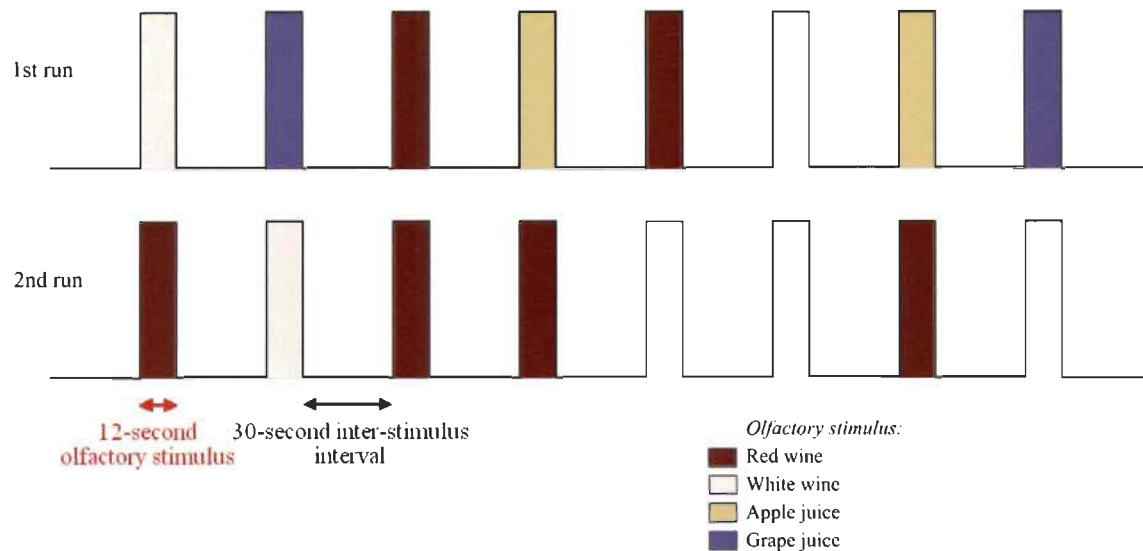 1st run
2nd run
12-second
olfactory stimulus
30-second inter-stimulus
interval
Olfactory stimulus:
Red wine
White wine
Apple juice
Grape juice